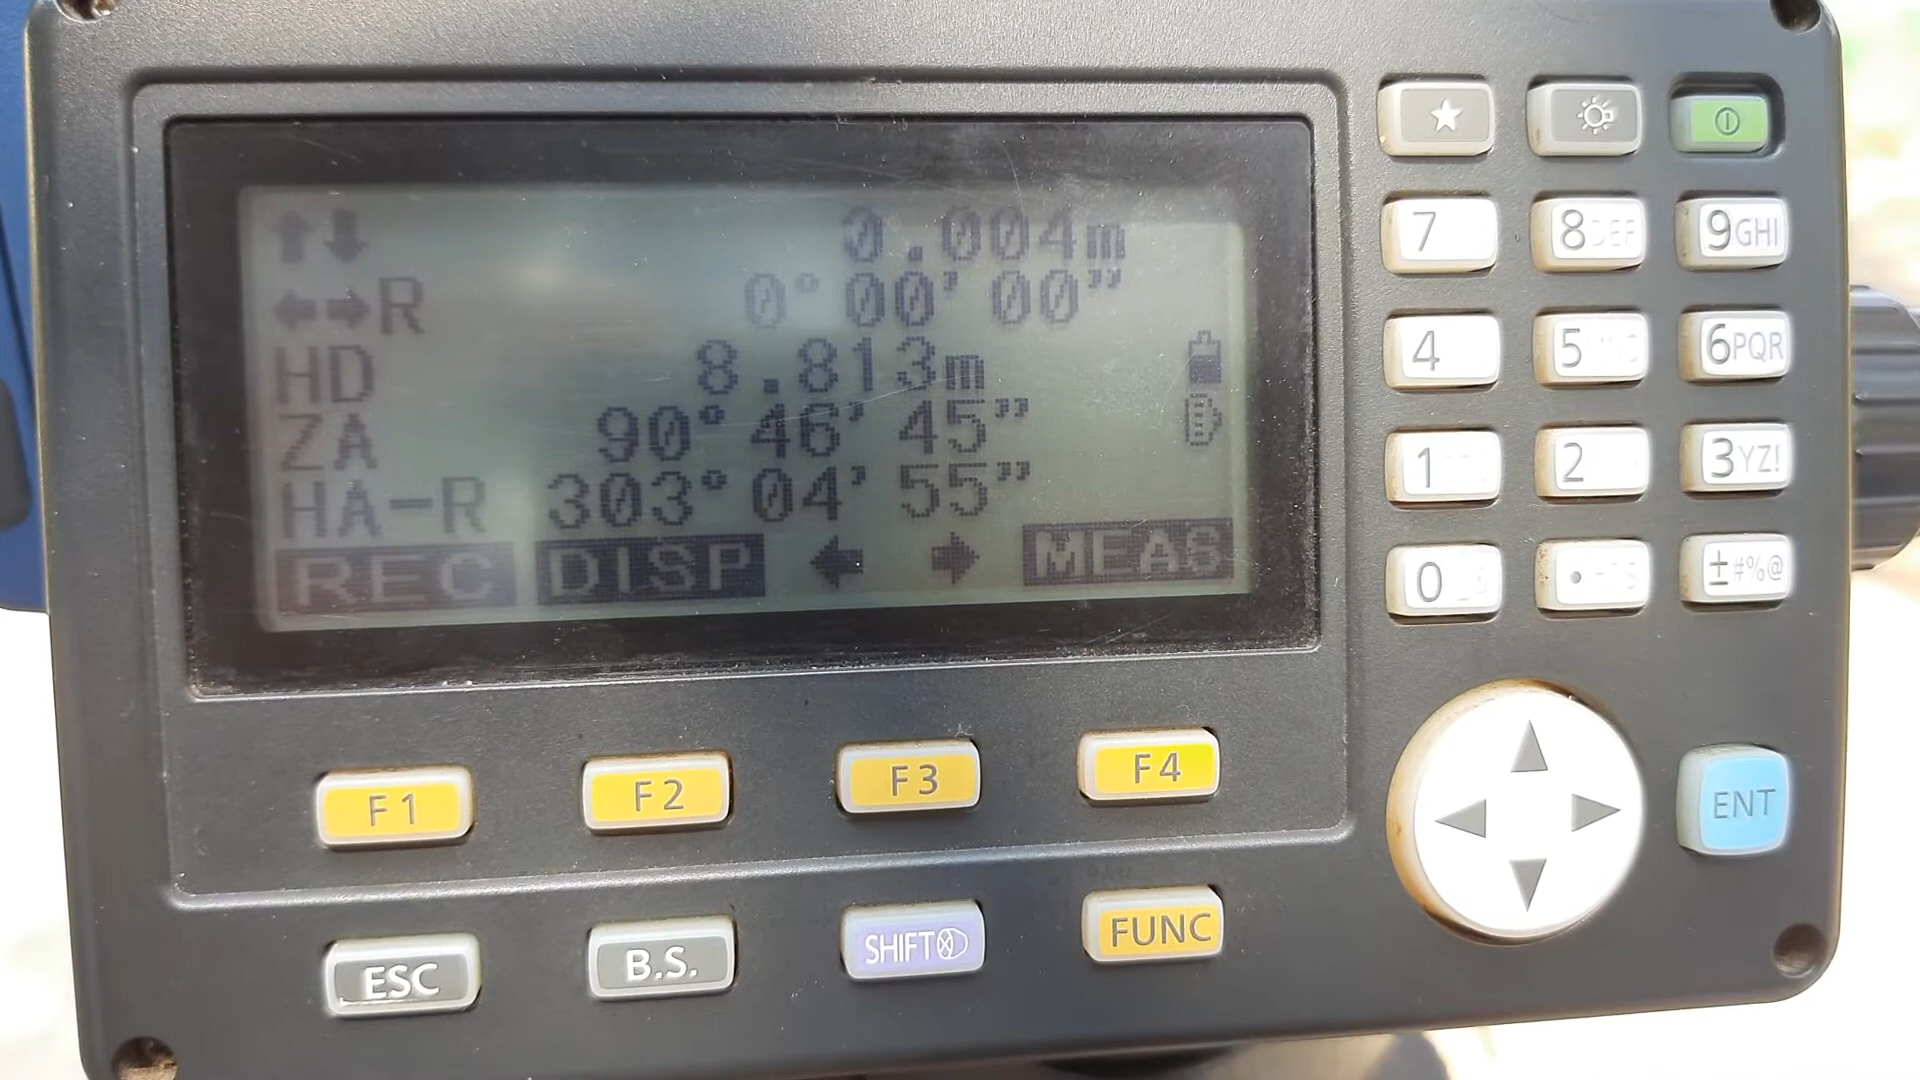 ↑↓ 0.004m
←→R 0°00'00"
HD 8.813m
ZA 90°46'45"
HA-R 303°04'55"
REC DISP ← → MEAS
7 8DEF 9GHI
4 5 6PQR
1 2 3YZ!
0 . ±#%@
F1 F2 F3 F4
ENT
ESC B.S. SHIFT FUNC